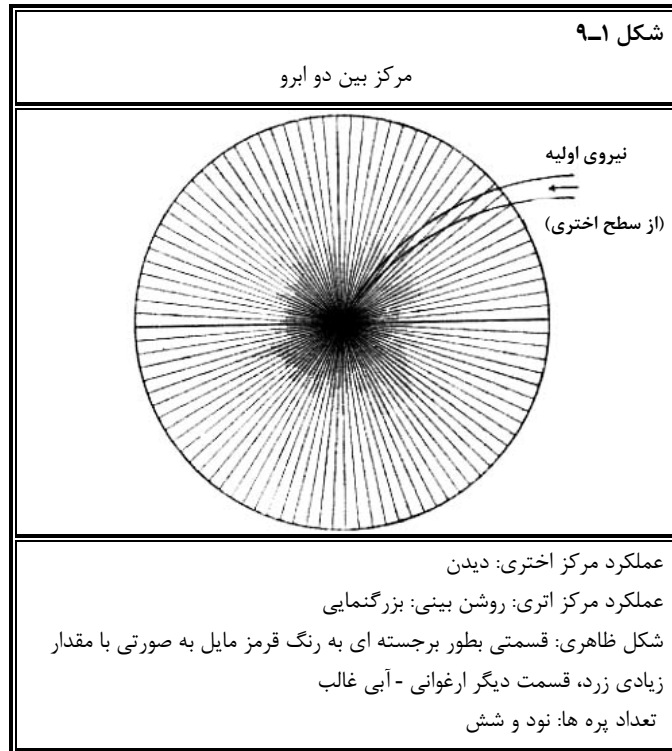 شکل ۱ــ۹
مرکز بین دو ابرو
نیروی اولیه
(از سطح اختری)
عملکرد مرکز اختری: دیدن
عملکرد مرکز اتری: روشن بینی: بزرگنمایی
شکل ظاهری: قسمتی بطور برجسته ای به رنگ قرمز مایل به صورتی با مقدار
زیادی زرد، قسمت دیگر ارغوانی - آبی غالب
تعداد پره ها: نود و شش